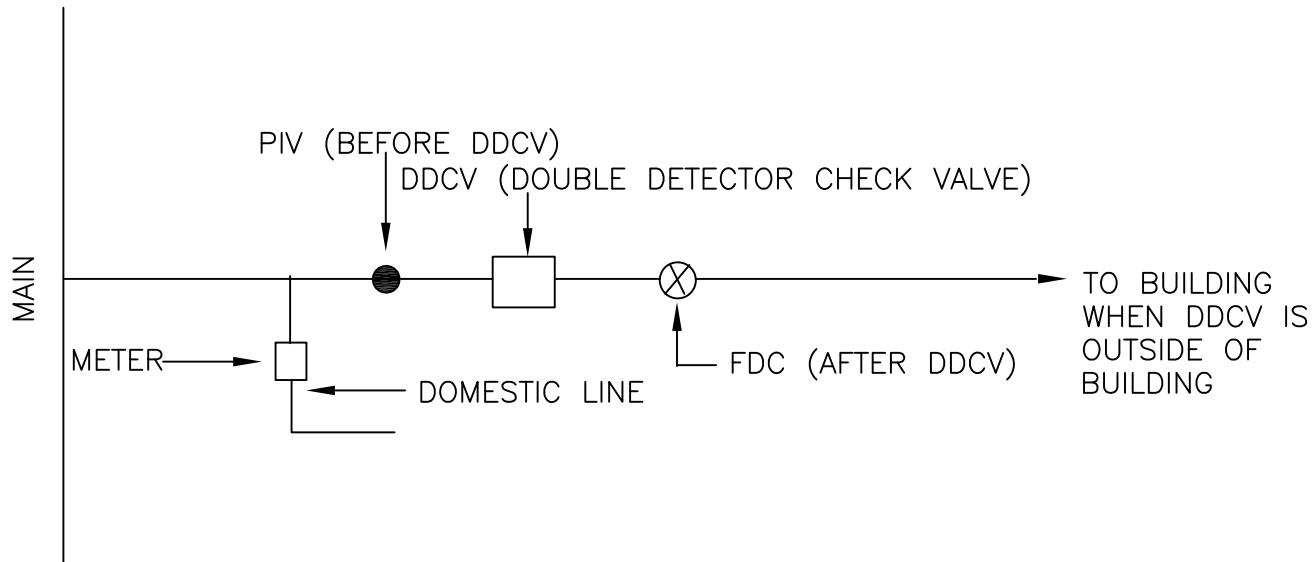 PIV (BEFORE DDCV)
DDCV (DOUBLE DETECTOR CHECK VALVE)
MAIN
TO BUILDING
WHEN DDCV IS
OUTSIDE OF
BUILDING
METER
FDC (AFTER DDCV)
DOMESTIC LINE